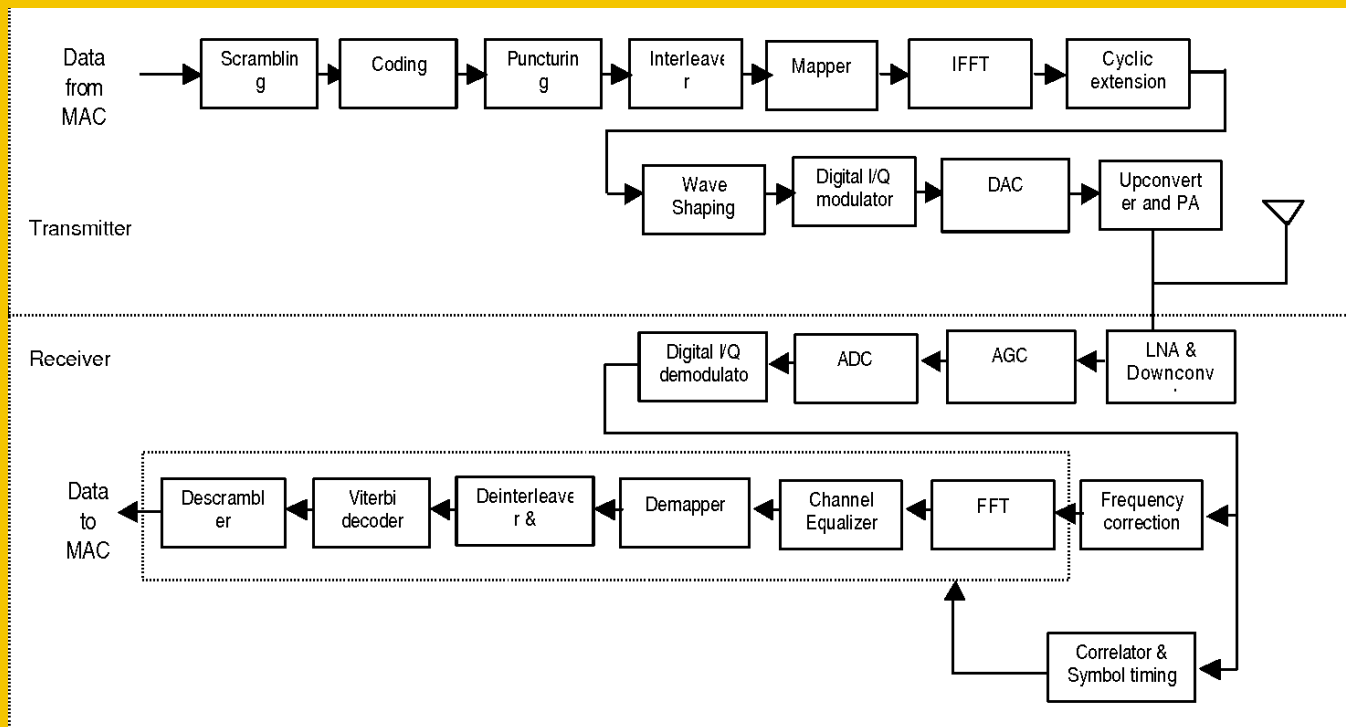 Data
from
MAC
Scramblin
g
Coding
Puncturing
Interleave
r
Mapper
IFFT
Cyclic
extension
Wave
Shaping
Digital I/Q
modulator
DAC
Upconvert
er and PA
Transmitter
Receiver
Digital I/Q
demodulato
ADC
AGC
LNA &
Downconv
Data
to
MAC
Descrambl
er
Viterbi
decoder
Deinterleave
r &
Demapper
Channel
Equalizer
FFT
Frequency
correction
Correlator &
Symbol timing